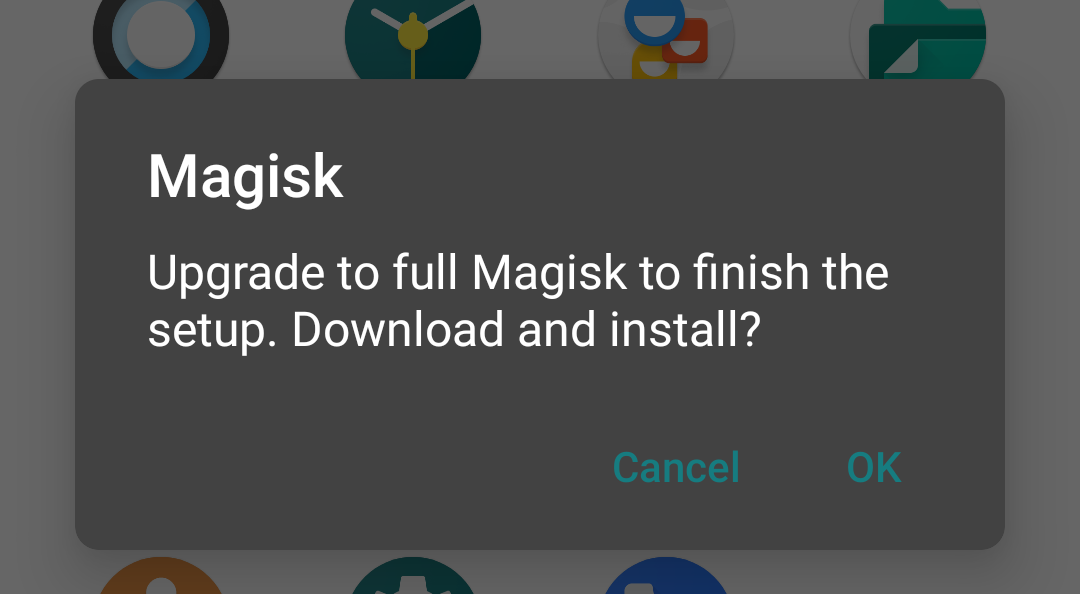 Magisk
Upgrade to full Magisk to finish the
setup. Download and install?
Cancel OK